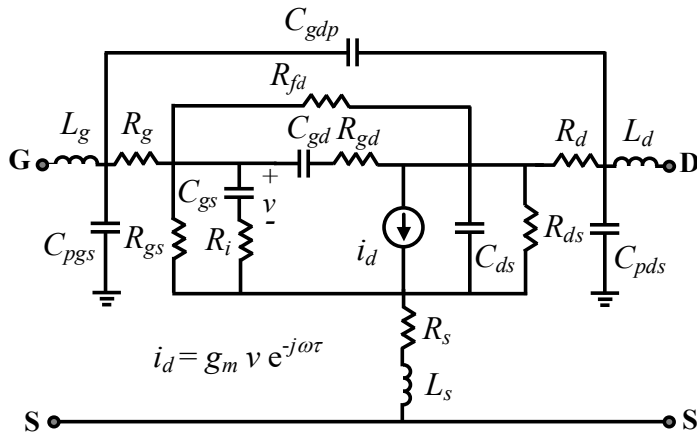 C_gdp
R_fd
L_g R_g C_gd R_gd R_d L_d
G D
C_gs + v -
C_pgs R_gs R_i i_d C_ds R_ds C_pds
R_s
i_d = g_m v e^-jωτ
L_s
S S